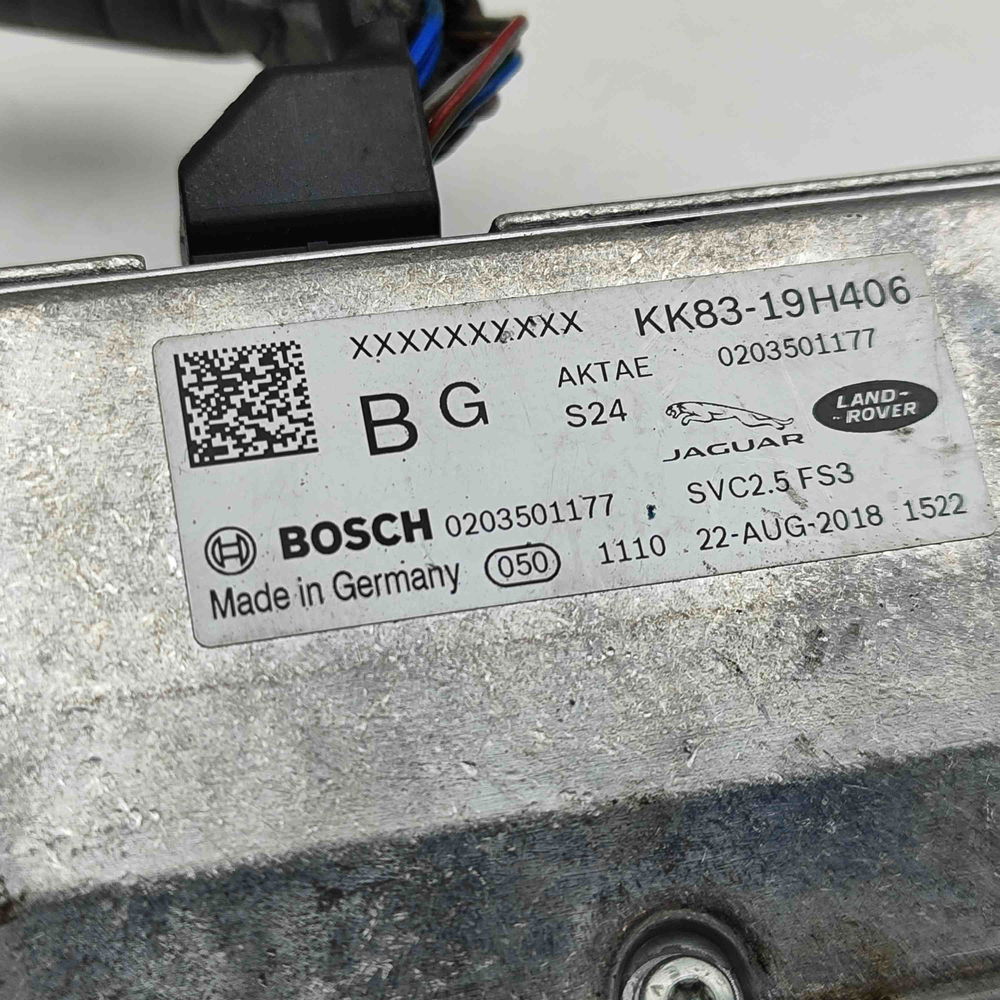 XXXXXXXXXX KK83-19H406
B G AKTAE 0203501177
S24 JAGUAR LAND-ROVER
BOSCH 0203501177 SVC2.5 FS3
Made in Germany 050 1110 22-AUG-2018 1522